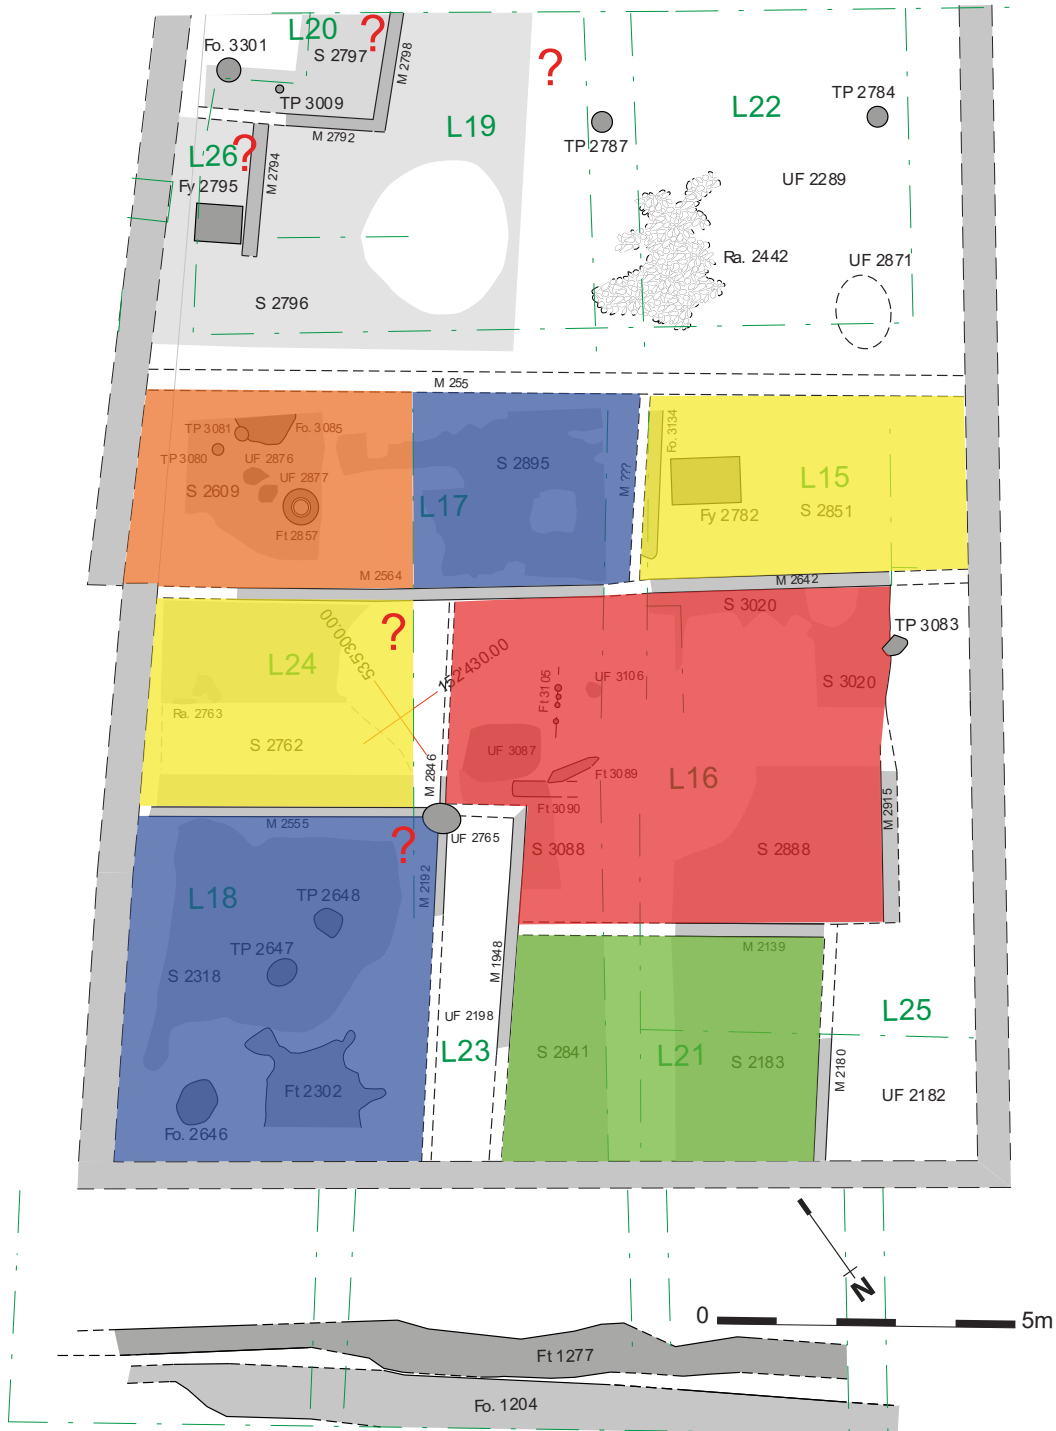 L20
?
Fo. 3301
S 2797
M 2798
?
TP 3009
M 2792
L19
L22
TP 2784
TP 2787
L26
?
M 2794
Fy 2795
UF 2289
Ra. 2442
UF 2871
S 2796
M 255
TP 3081
Fo. 3085
TP 3080
UF 2876
UF 2877
S 2609
Ft 2857
M 2564
S 2895
L17
M ???
Fo. 3134
L15
Fy 2782
S 2851
M 2642
S 3020
TP 3083
?
535'300.00
152'430.00
L24
Ra. 2763
S 2762
M 2846
Ft 3105
UF 3106
S 3020
UF 3087
Ft 3089
L16
Ft 3090
M 2915
M 2555
?
UF 2765
S 3088
S 2888
L18
M 2192
TP 2648
TP 2647
S 2318
M 1948
M 2139
UF 2198
L23
L25
S 2841
L21
S 2183
M 2180
UF 2182
Ft 2302
Fo. 2646
N
0
5m
Ft 1277
Fo. 1204